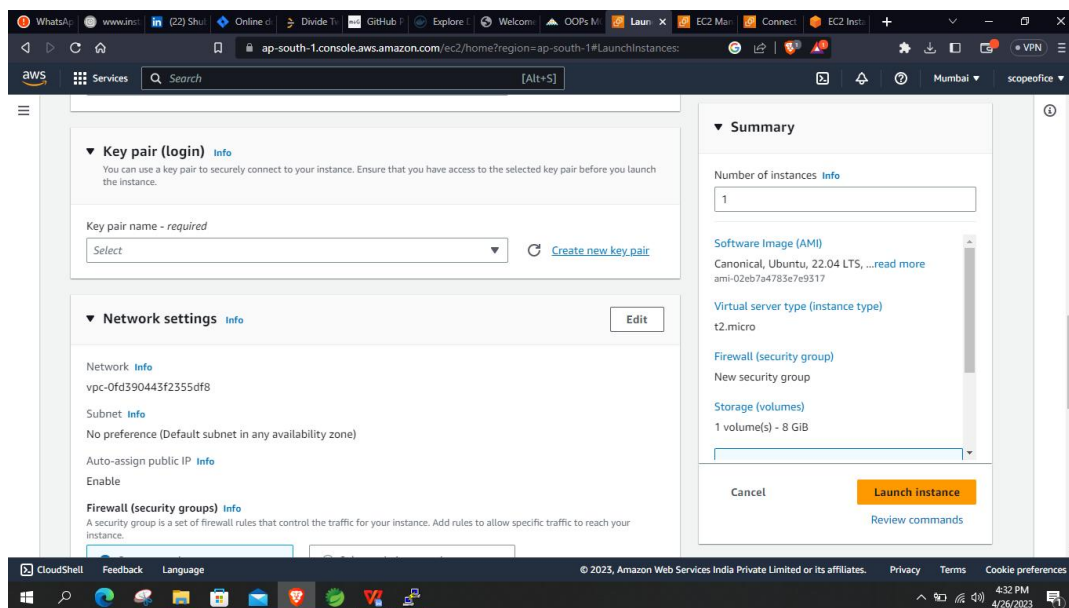 WhatsAp
www.inst
(22) Shu
Online d
Divide Tw
GitHub P
Explore
Welcome
OOPs M
Laun
EC2 Man
Connect
EC2 Insta
ap-south-1.console.aws.amazon.com/ec2/home?region=ap-south-1#LaunchInstances:
VPN
aws
Services
Search
[Alt+S]
Mumbai
scopeofice
Key pair (login) Info
You can use a key pair to securely connect to your instance. Ensure that you have access to the selected key pair before you launch
the instance.
Key pair name - required
Select
Create new key pair
Network settings Info
Edit
Network Info
vpc-0fd390443f2355df8
Subnet Info
No preference (Default subnet in any availability zone)
Auto-assign public IP Info
Enable
Firewall (security groups) Info
A security group is a set of firewall rules that control the traffic for your instance. Add rules to allow specific traffic to reach your
instance.
Summary
Number of instances Info
1
Software Image (AMI)
Canonical, Ubuntu, 22.04 LTS, ...read more
ami-02eb7a4783e7e9317
Virtual server type (instance type)
t2.micro
Firewall (security group)
New security group
Storage (volumes)
1 volume(s) - 8 GiB
Cancel
Launch instance
Review commands
CloudShell
Feedback
Language
© 2023, Amazon Web Services India Private Limited or its affiliates.
Privacy
Terms
Cookie preferences
4:32 PM
4/26/2023